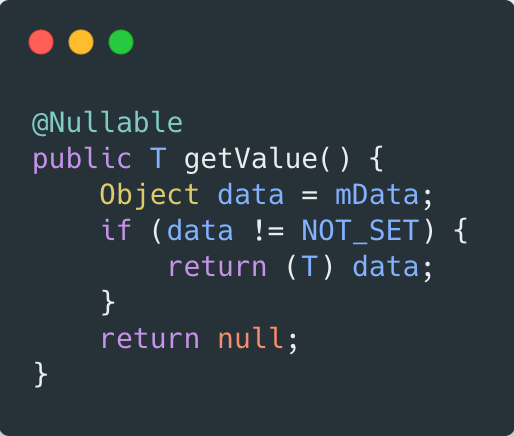 @Nullable
public T getValue() {
    Object data = mData;
    if (data != NOT_SET) {
        return (T) data;
    }
    return null;
}